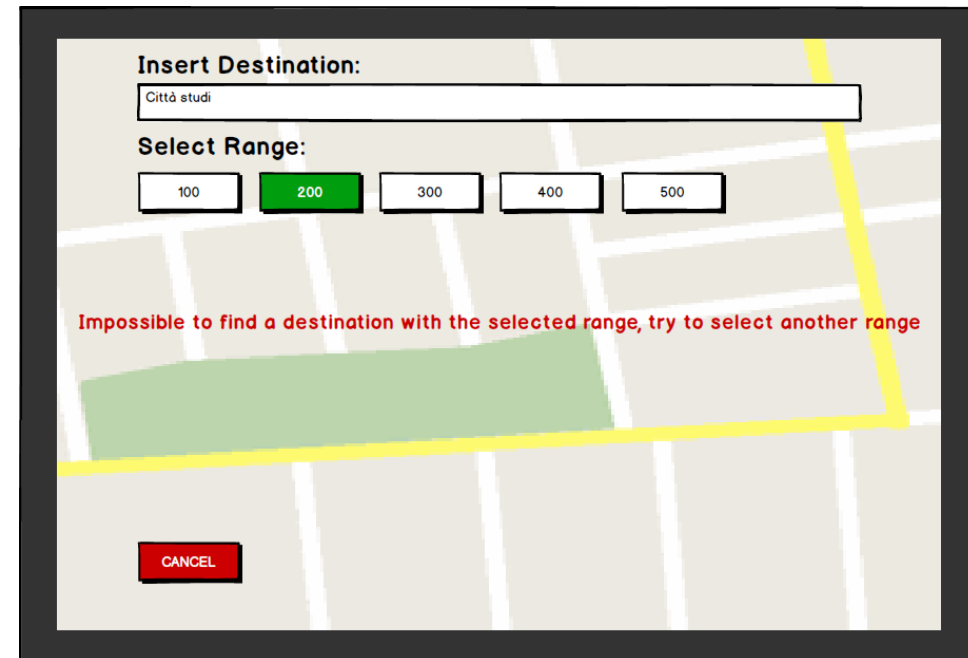 Insert Destination:
Città studi
Select Range:
100 200 300 400 500
Impossible to find a destination with the selected range, try to select another range
CANCEL